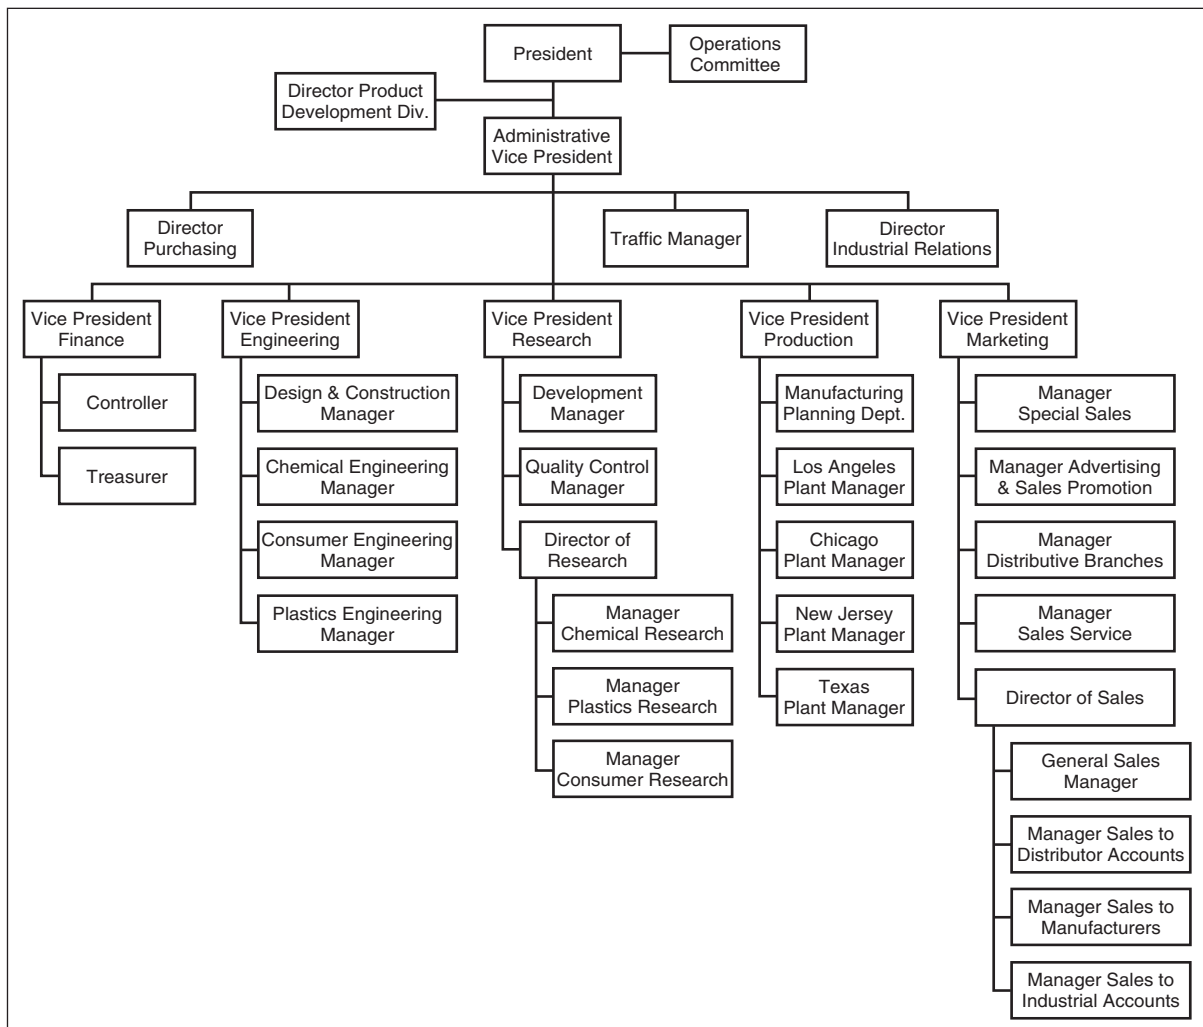 President
Operations
Committee
Director Product
Development Div.
Administrative
Vice President
Director
Purchasing
Traffic Manager
Director
Industrial Relations
Vice President
Finance
Controller
Treasurer
Vice President
Engineering
Design & Construction
Manager
Chemical Engineering
Manager
Consumer Engineering
Manager
Plastics Engineering
Manager
Vice President
Research
Development
Manager
Quality Control
Manager
Director of
Research
Manager
Chemical Research
Manager
Plastics Research
Manager
Consumer Research
Vice President
Production
Manufacturing
Planning Dept.
Los Angeles
Plant Manager
Chicago
Plant Manager
New Jersey
Plant Manager
Texas
Plant Manager
Vice President
Marketing
Manager
Special Sales
Manager Advertising
& Sales Promotion
Manager
Distributive Branches
Manager
Sales Service
Director of Sales
General Sales
Manager
Manager Sales to
Distributor Accounts
Manager Sales to
Manufacturers
Manager Sales to
Industrial Accounts